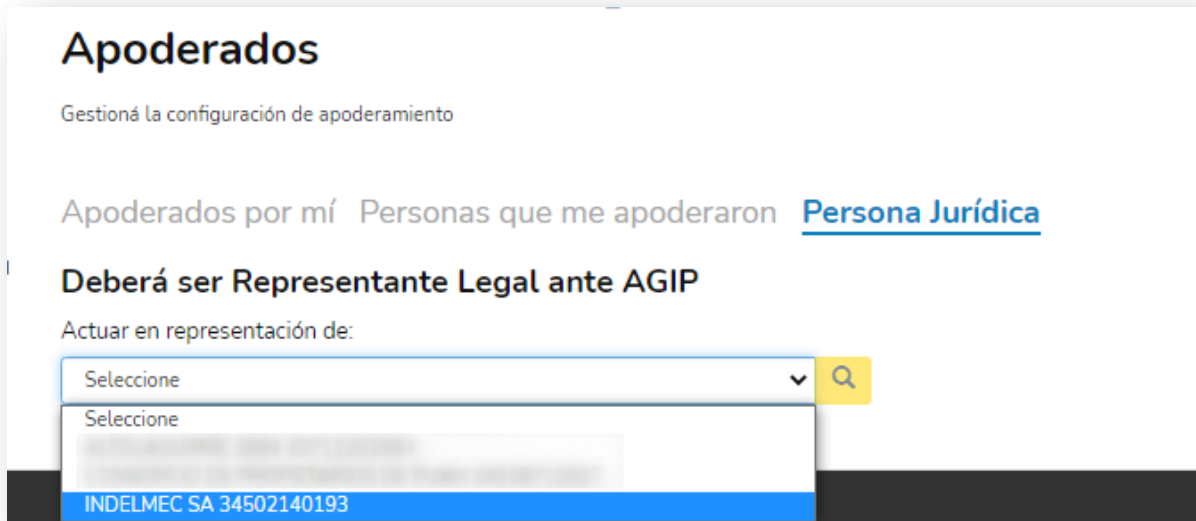 Apoderados
Gestioná la configuración de apoderamiento
Apoderados por mí Personas que me apoderaron Persona Jurídica
Deberá ser Representante Legal ante AGIP
Actuar en representación de:
Seleccione
Seleccione
INDELMEC SA 34502140193